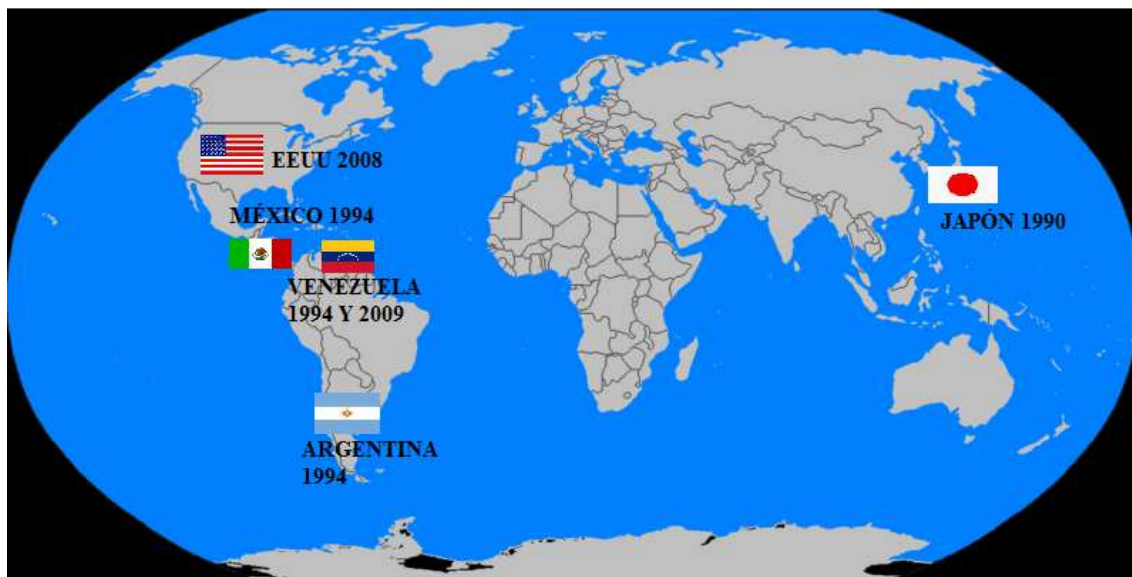 EEUU 2008
MÉXICO 1994
JAPÓN 1990
VENEZUELA
1994 Y 2009
ARGENTINA
1994